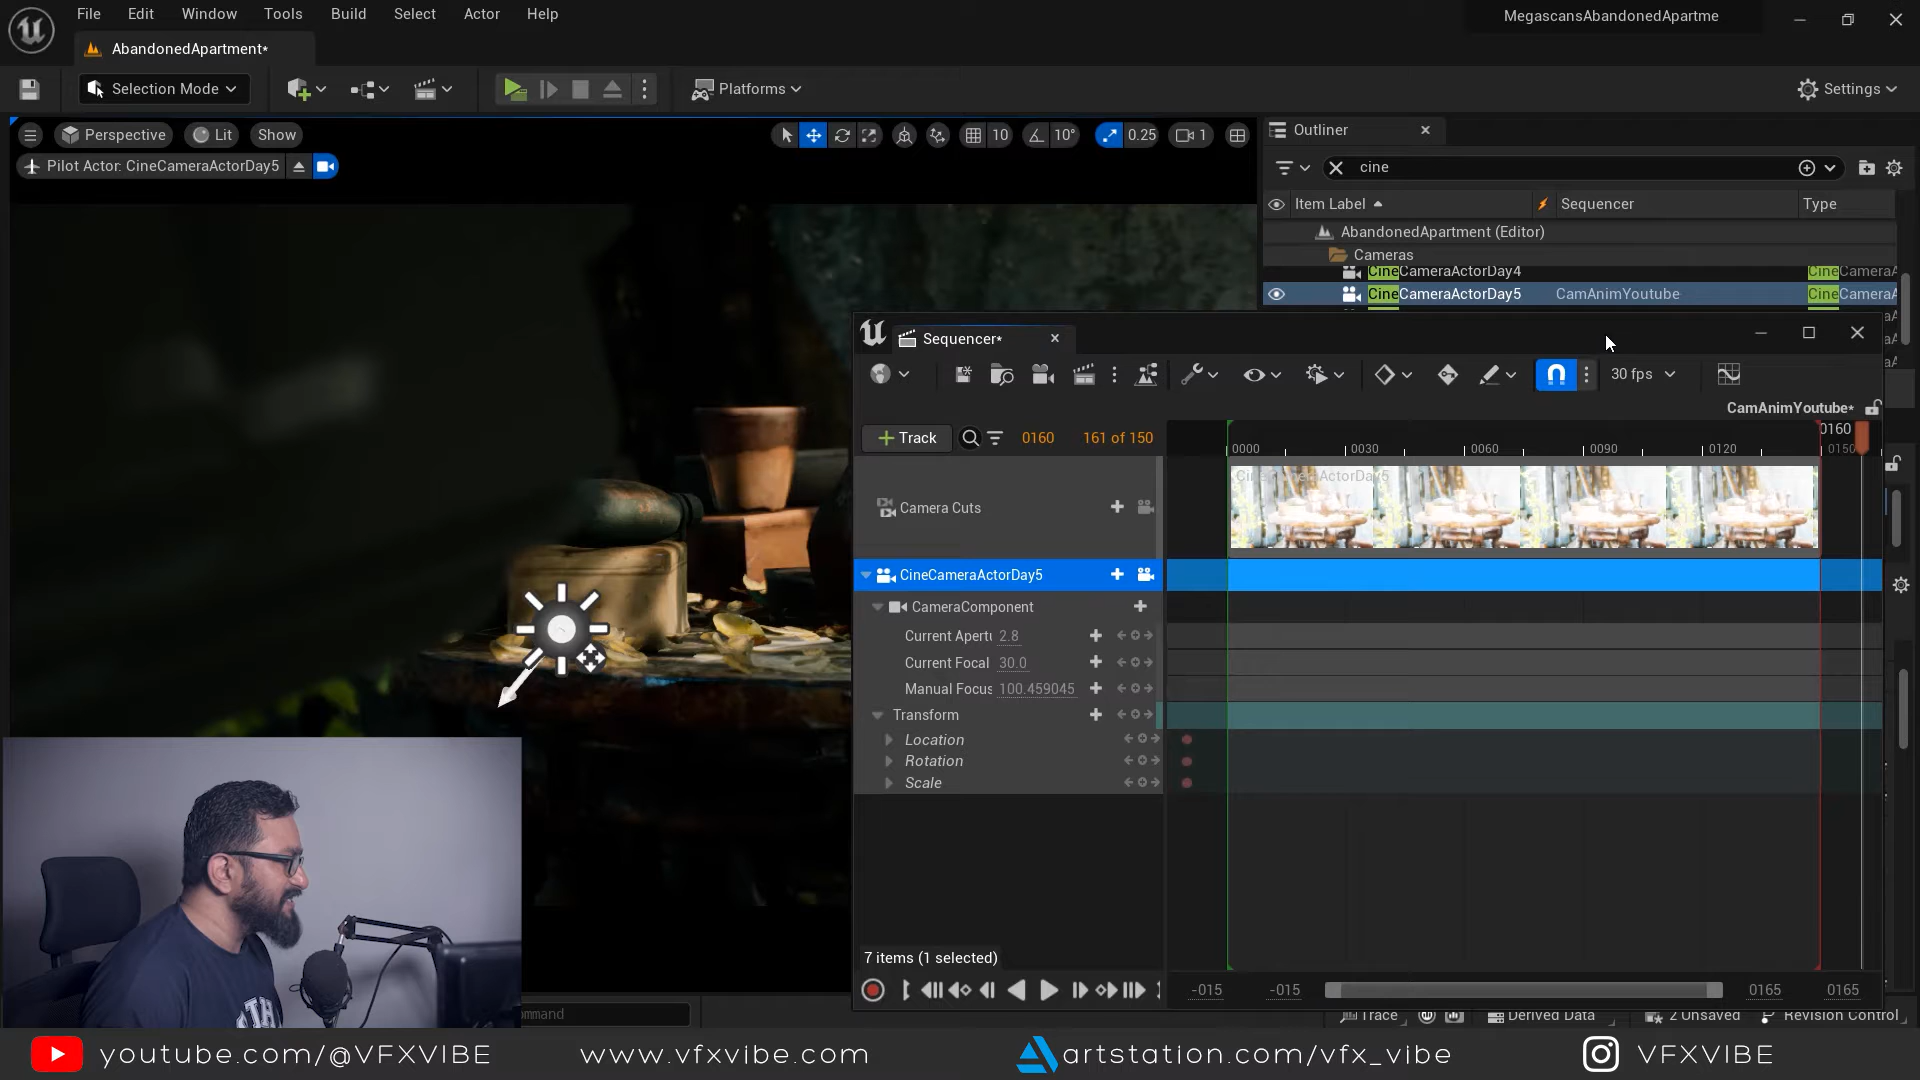 File Edit Window Tools Build Select Actor Help
MegascansAbandonedApartme
AbandonedApartment*
Selection Mode
Platforms
Settings
Perspective Lit Show
10 10° 0.25 1
Pilot Actor: CineCameraActorDay5
Outliner
cine
Item Label Sequencer Type
AbandonedApartment (Editor)
Cameras
CineCameraActorDay4 CineCameraA
CineCameraActorDay5 CamAnimYoutube CineCameraA
Sequencer*
30 fps
CamAnimYoutube*
Track 0160 161 of 150
0160
0000 0030 0060 0090 0120 0150
Camera Cuts
CineCameraActorDay5
CineCameraActorDay5
CameraComponent
Current Apertu 2.8
Current Focal 30.0
Manual Focus 100.459045
Transform
Location
Rotation
Scale
7 items (1 selected)
-015 -015 0165 0165
ommand
Trace Derived Data 2 Unsaved Revision Control
youtube.com/@VFXVIBE www.vfxvibe.com artstation.com/vfx_vibe VFXVIBE